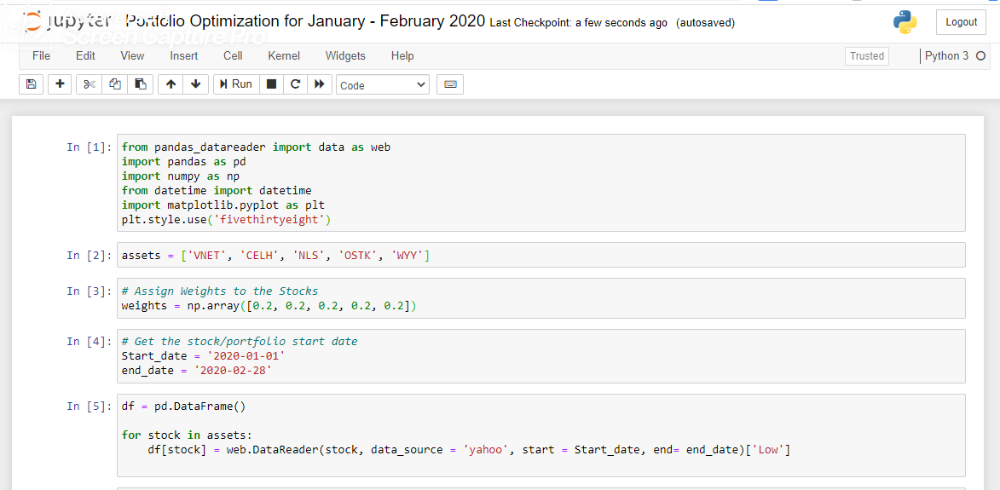 jupyter Portfolio Optimization for January - February 2020 Last Checkpoint: a few seconds ago (autosaved)
Logout
Screen Capture Pro
File Edit View Insert Cell Kernel Widgets Help
Trusted
Python 3
Run
Code
In [1]: from pandas_datareader import data as web
import pandas as pd
import numpy as np
from datetime import datetime
import matplotlib.pyplot as plt
plt.style.use('fivethirtyeight')
In [2]: assets = ['VNET', 'CELH', 'NLS', 'OSTK', 'WYY']
In [3]: # Assign Weights to the Stocks
weights = np.array([0.2, 0.2, 0.2, 0.2, 0.2])
In [4]: # Get the stock/portfolio start date
Start_date = '2020-01-01'
end_date = '2020-02-28'
In [5]: df = pd.DataFrame()
for stock in assets:
    df[stock] = web.DataReader(stock, data_source = 'yahoo', start = Start_date, end= end_date)['Low']